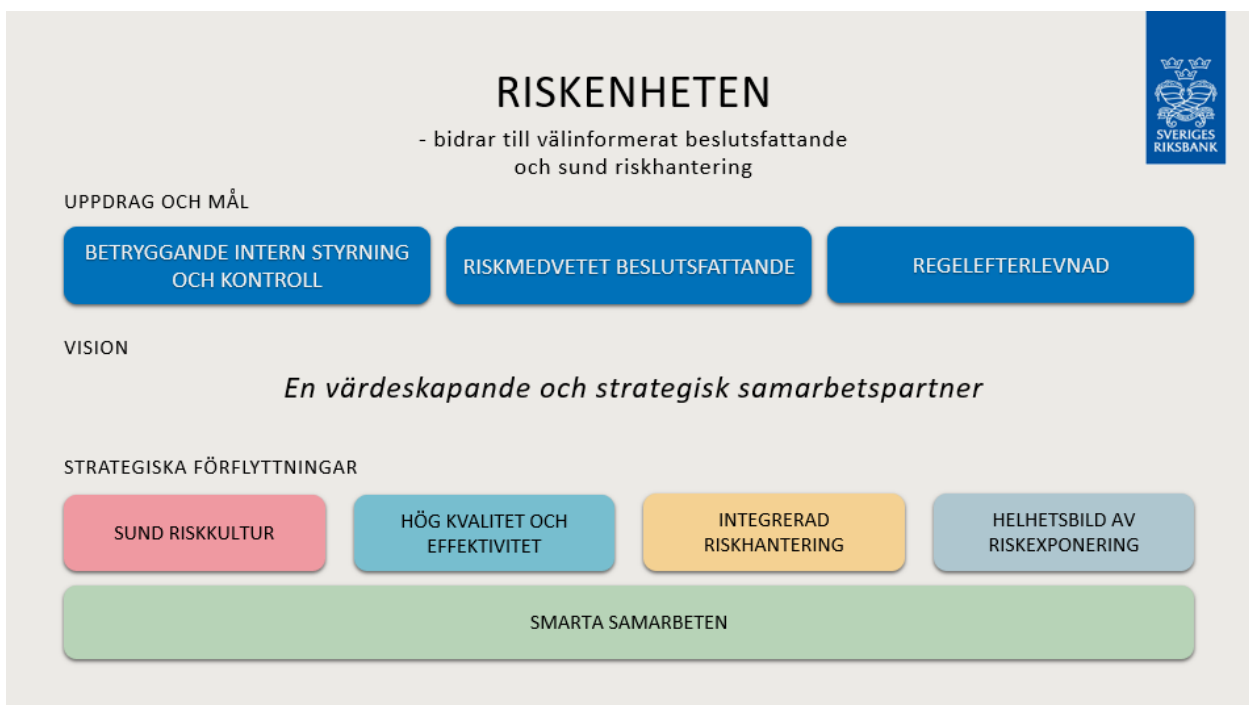 RISKENHETEN
- bidrar till välinformerat beslutsfattande
och sund riskhantering
SVERIGES
RIKSBANK
UPPDRAG OCH MÅL
BETRYGGANDE INTERN STYRNING
OCH KONTROLL
RISKMEDVETET BESLUTSFATTANDE
REGELEFTERLEVNAD
VISION
En värdeskapande och strategisk samarbetspartner
STRATEGISKA FÖRFLYTTNINGAR
SUND RISKKULTUR
HÖG KVALITET OCH
EFFEKTIVITET
INTEGRERAD
RISKHANTERING
HELHETSBILD AV
RISKEXPONERING
SMARTA SAMARBETEN